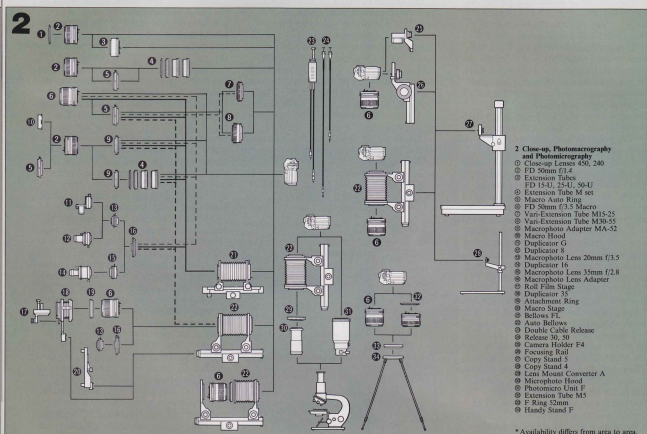 2
2 Close-up, Photomacrography
and Photomicrography
① Close-up Lenses 450, 240
② FD 50mm f/1.4
③ Extension Tubes
FD 15-U, 25-U, 50-U
④ Extension Tube M set
⑤ Macro Auto Ring
⑥ FD 50mm f/3.5 Macro
⑦ Vari-Extension Tube M15-25
⑧ Vari-Extension Tube M30-55
⑨ Macrophoto Adapter MA-52
⑩ Macro Hood
⑪ Duplicator G
⑫ Duplicator 8
⑬ Macrophoto Lens 20mm f/3.5
⑭ Duplicator 16
⑮ Macrophoto Lens 35mm f/2.8
⑯ Macrophoto Lens Adapter
⑰ Roll Film Stage
⑱ Duplicator 35
⑲ Attachment Ring
⑳ Macro Stage
㉑ Bellows FL
㉒ Auto Bellows
㉓ Double Cable Release
㉔ Release 30, 50
㉕ Camera Holder F4
㉖ Focusing Rail
㉗ Copy Stand 5
㉘ Copy Stand 4
㉙ Lens Mount Converter A
㉚ Microphoto Hood
㉛ Photomicro Unit F
㉜ Extension Tube M5
㉝ F Ring 52mm
㉞ Handy Stand F
* Availability differs from area to area.